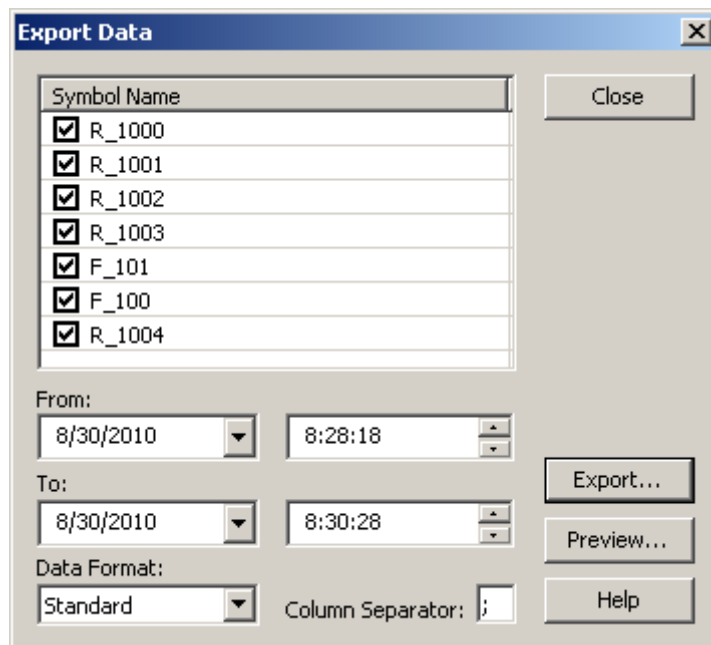 Export Data
Symbol Name
Close
R_1000
R_1001
R_1002
R_1003
F_101
F_100
R_1004
From:
8/30/2010 8:28:18
To:
Export...
8/30/2010 8:30:28
Preview...
Data Format:
Standard Column Separator: ;
Help